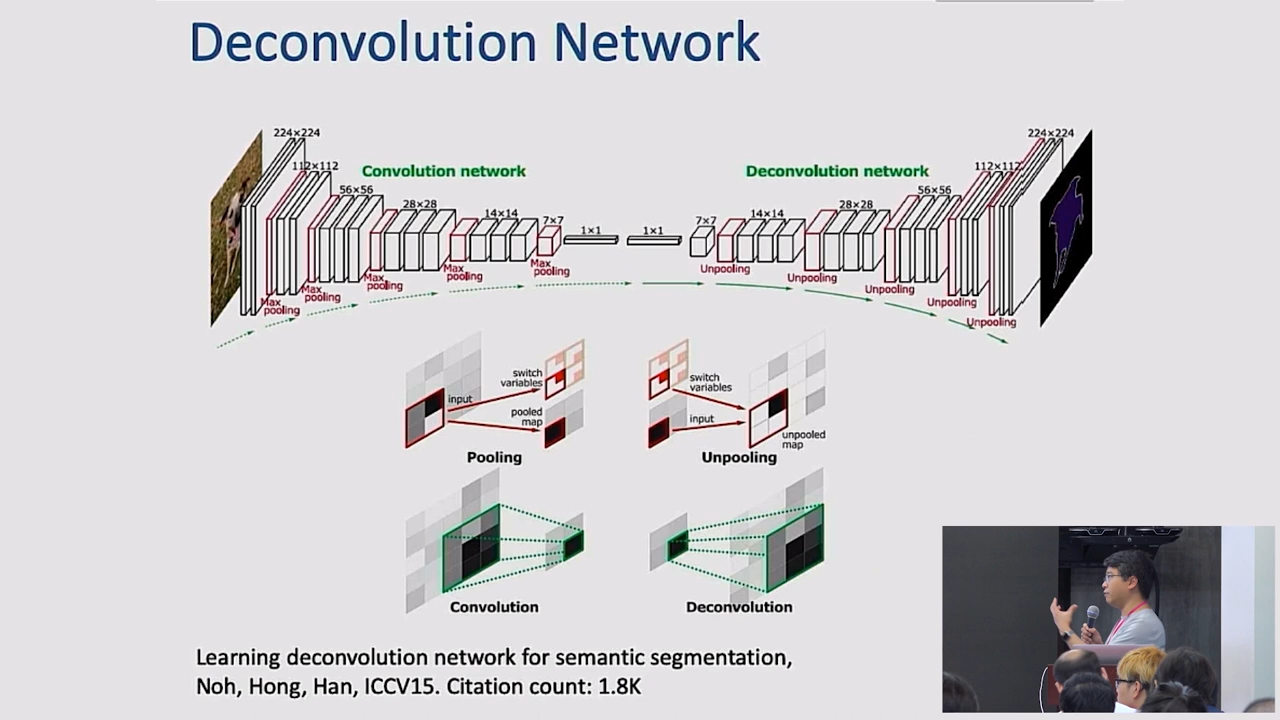 Deconvolution Network
224×224
112×112
56×56
28×28
14×14
7×7
1×1
1×1
7×7
14×14
28×28
56×56
112×112
224×224
Convolution network
Deconvolution network
Max
pooling
Max
pooling
Max
pooling
Max
pooling
Max
pooling
Unpooling
Unpooling
Unpooling
Unpooling
Unpooling
input
switch
variables
pooled
map
Pooling
switch
variables
input
unpooled
map
Unpooling
Convolution
Deconvolution
Learning deconvolution network for semantic segmentation,
Noh, Hong, Han, ICCV15. Citation count: 1.8K